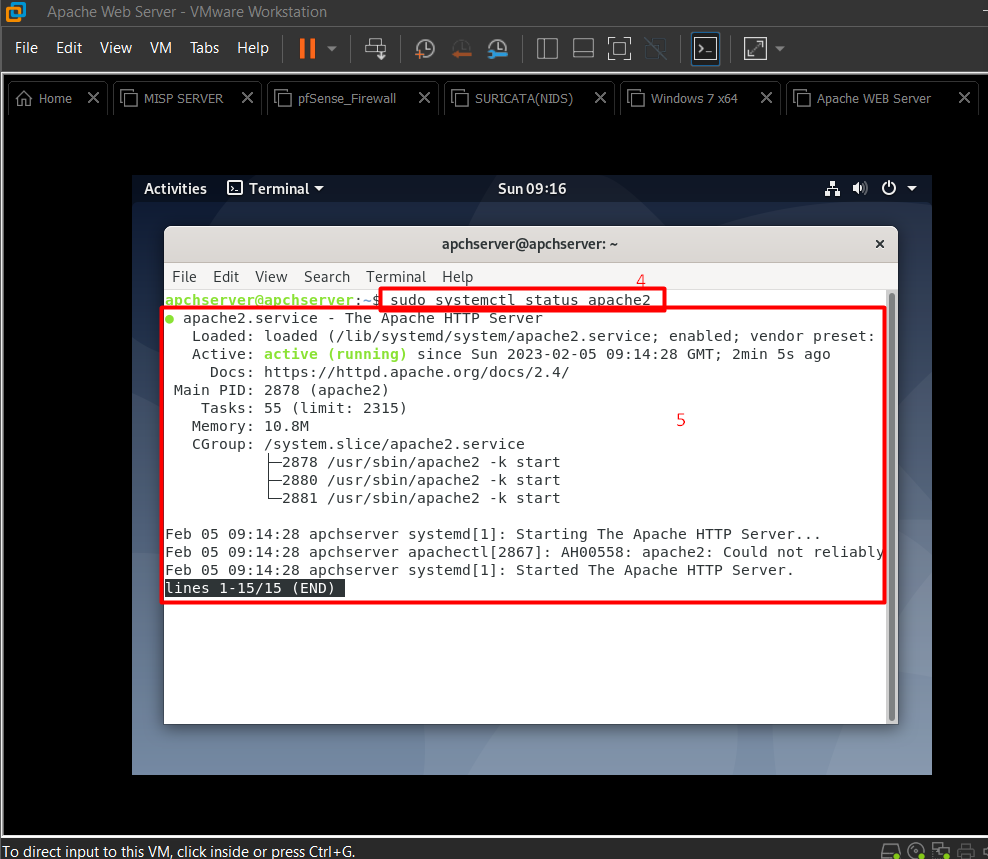 Apache Web Server - VMware Workstation
File Edit View VM Tabs Help
Home MISP SERVER pfSense_Firewall SURICATA(NIDS) Windows 7 x64 Apache WEB Server
Activities Terminal Sun 09:16
apchserver@apchserver: ~
File Edit View Search Terminal Help
4
apchserver@apchserver:~$ sudo systemctl status apache2
● apache2.service - The Apache HTTP Server
Loaded: loaded (/lib/systemd/system/apache2.service; enabled; vendor preset:
Active: active (running) since Sun 2023-02-05 09:14:28 GMT; 2min 5s ago
Docs: https://httpd.apache.org/docs/2.4/
Main PID: 2878 (apache2)
Tasks: 55 (limit: 2315)
5
Memory: 10.8M
CGroup: /system.slice/apache2.service
├─2878 /usr/sbin/apache2 -k start
├─2880 /usr/sbin/apache2 -k start
└─2881 /usr/sbin/apache2 -k start
Feb 05 09:14:28 apchserver systemd[1]: Starting The Apache HTTP Server...
Feb 05 09:14:28 apchserver apachectl[2867]: AH00558: apache2: Could not reliably
Feb 05 09:14:28 apchserver systemd[1]: Started The Apache HTTP Server.
lines 1-15/15 (END)
To direct input to this VM, click inside or press Ctrl+G.